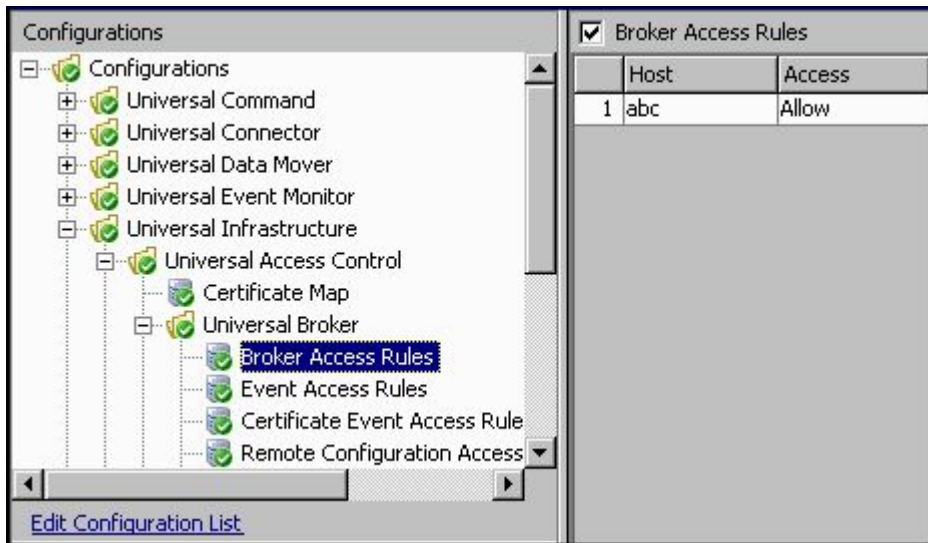 Configurations
Configurations
Universal Command
Universal Connector
Universal Data Mover
Universal Event Monitor
Universal Infrastructure
Universal Access Control
Certificate Map
Universal Broker
Broker Access Rules
Event Access Rules
Certificate Event Access Rule
Remote Configuration Access
Edit Configuration List
Broker Access Rules
Host Access
1 abc Allow